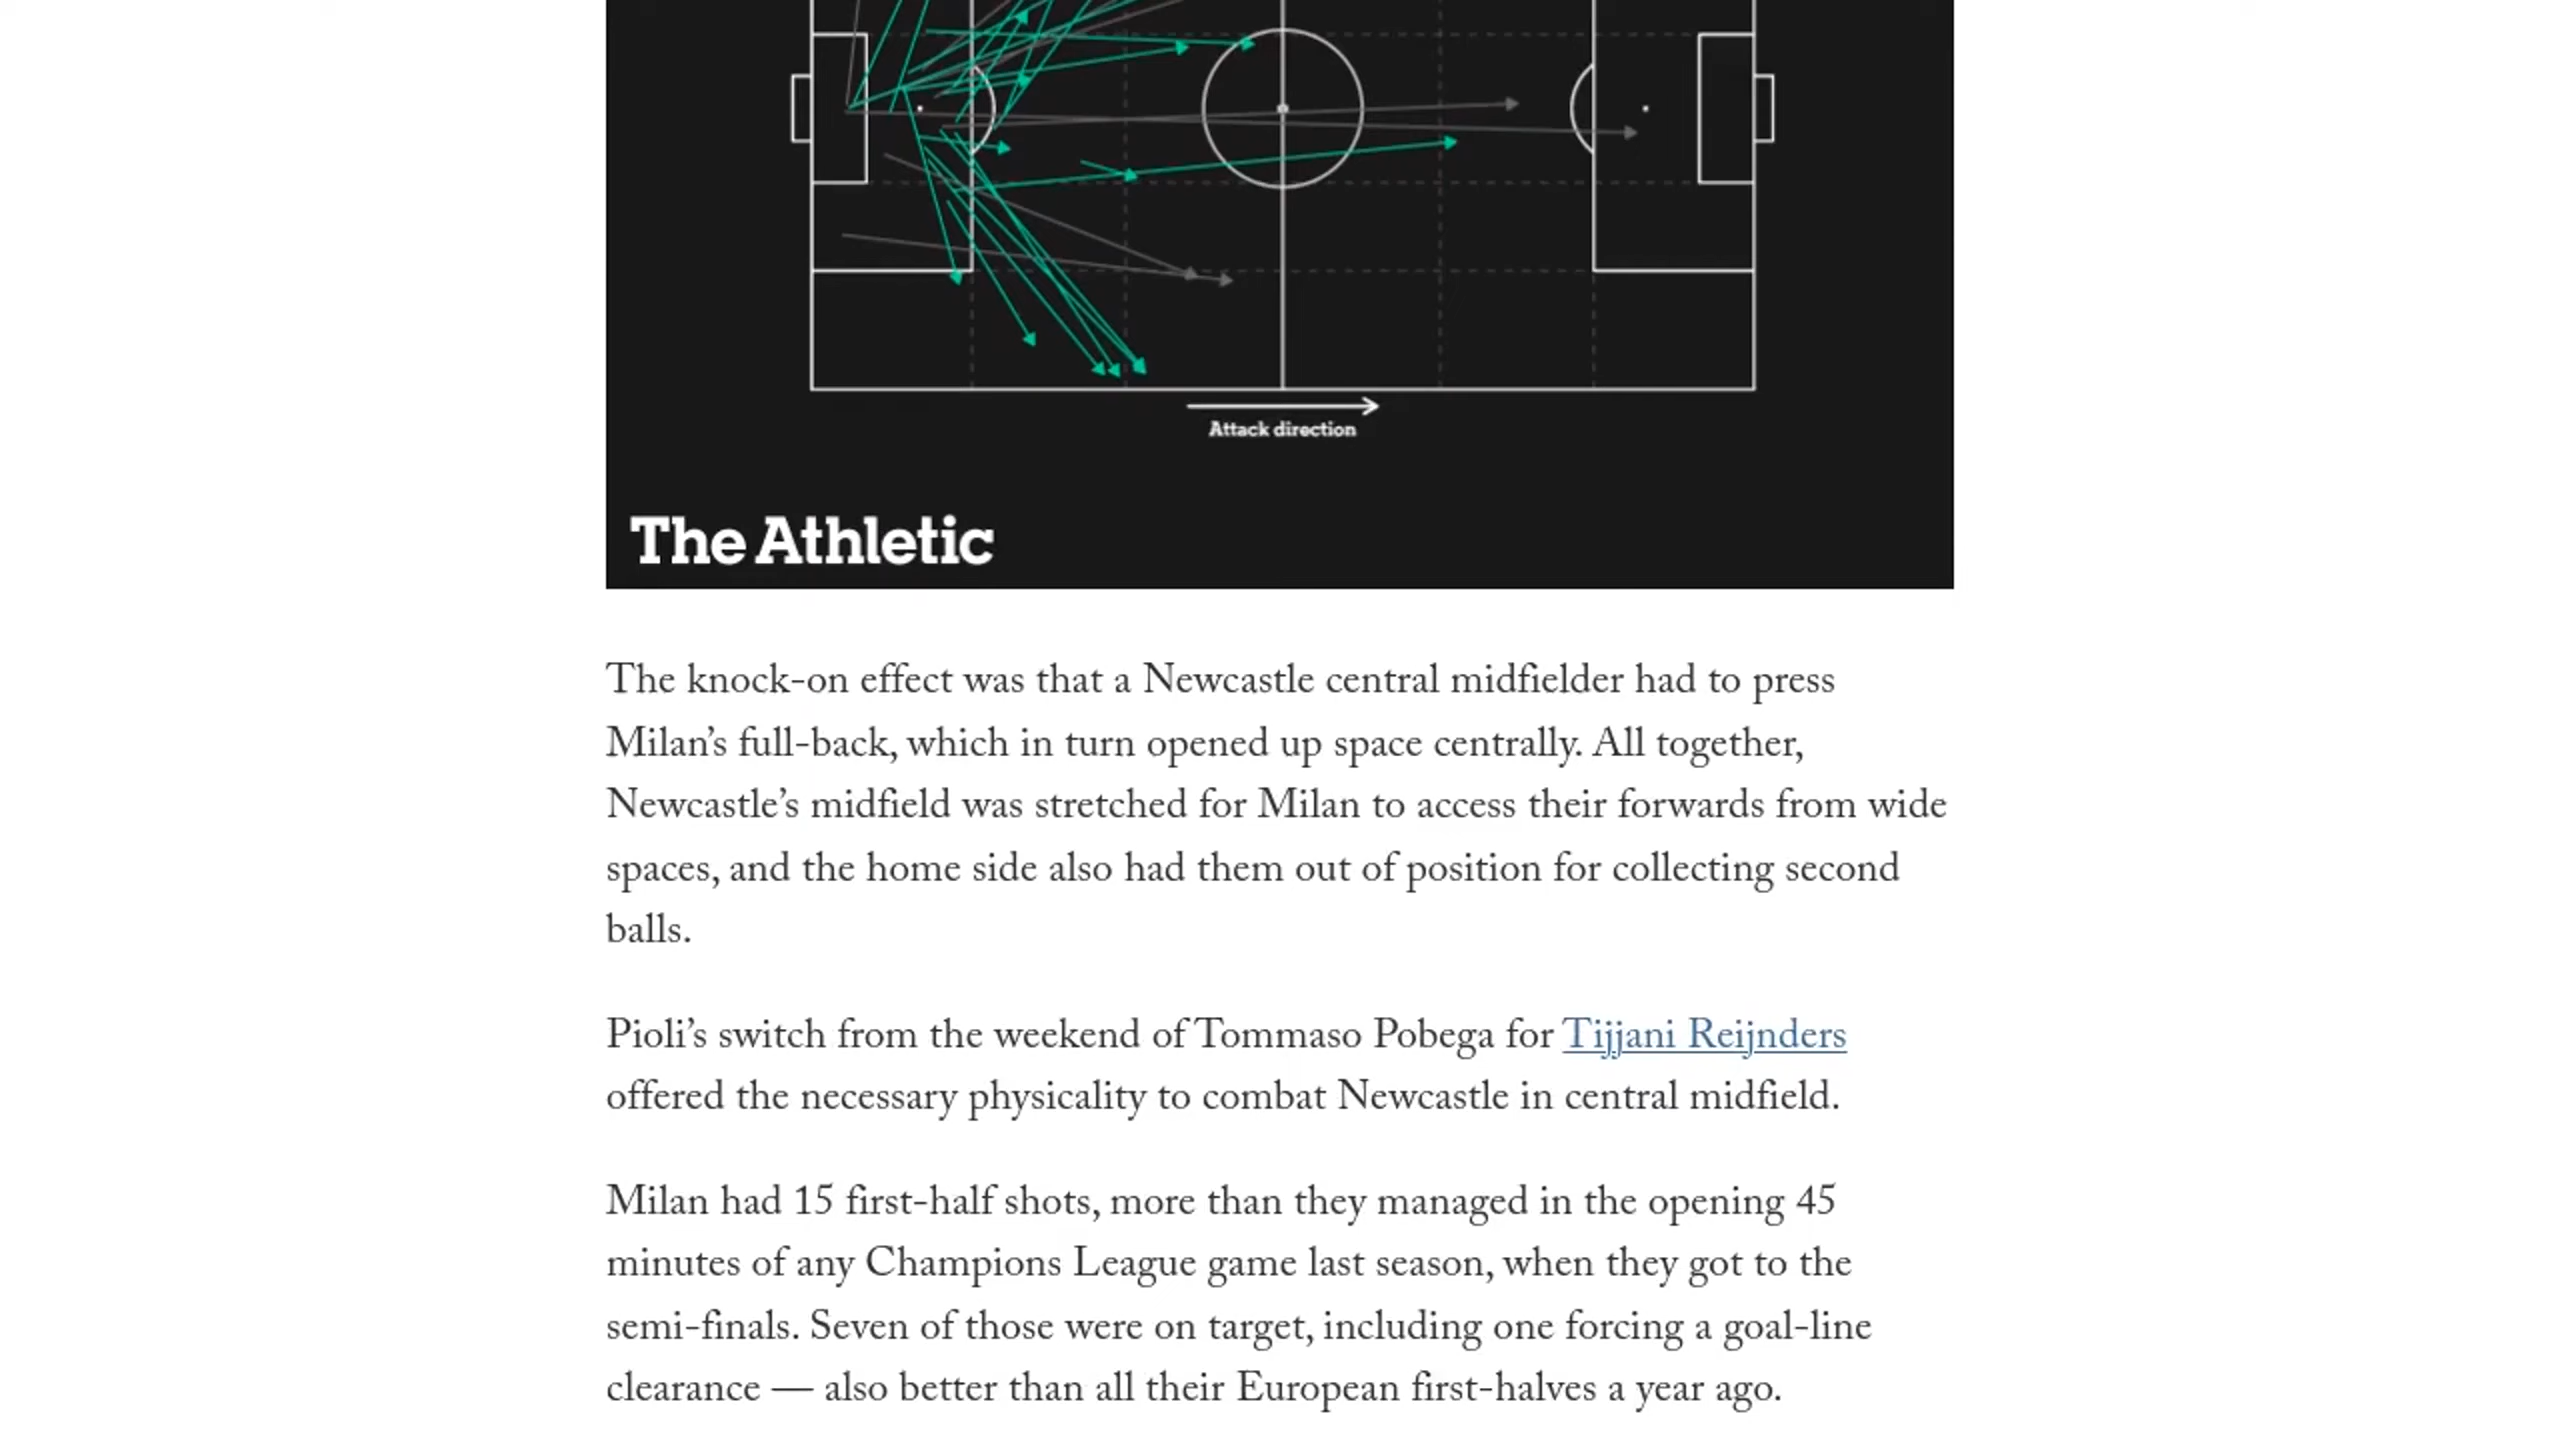 Attack direction
The Athletic
The knock-on effect was that a Newcastle central midfielder had to press
Milan’s full-back, which in turn opened up space centrally. All together,
Newcastle’s midfield was stretched for Milan to access their forwards from wide
spaces, and the home side also had them out of position for collecting second
balls.
Pioli’s switch from the weekend of Tommaso Pobega for Tijjani Reijnders
offered the necessary physicality to combat Newcastle in central midfield.
Milan had 15 first-half shots, more than they managed in the opening 45
minutes of any Champions League game last season, when they got to the
semi-finals. Seven of those were on target, including one forcing a goal-line
clearance — also better than all their European first-halves a year ago.